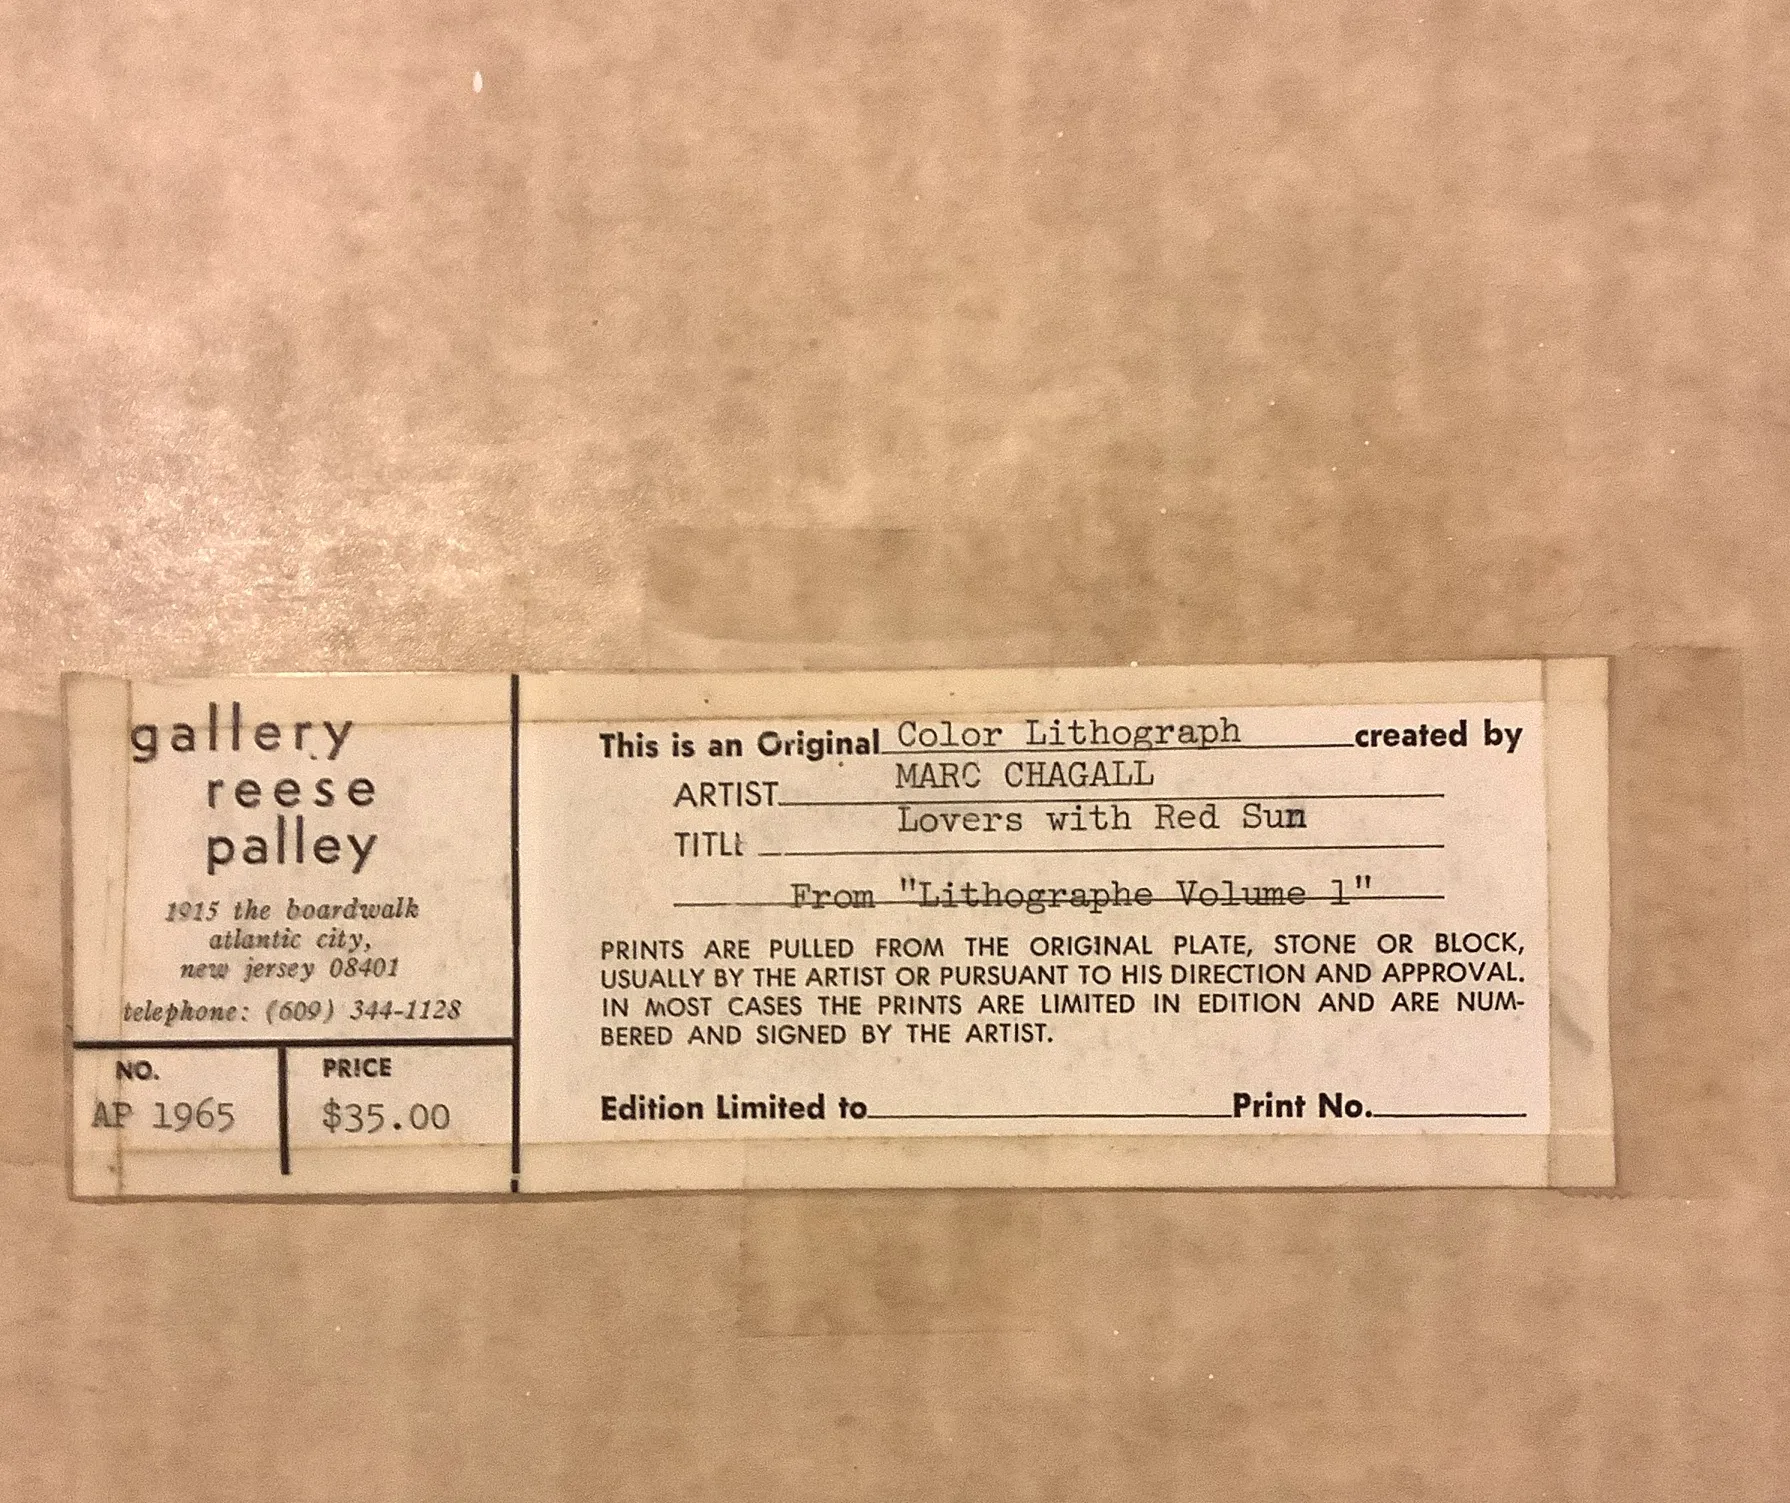 gallery
reese
palley
1915 the boardwalk
atlantic city,
new jersey 08401
telephone: (609) 344-1128
NO.
AP 1965
PRICE
$35.00
This is an Original Color Lithograph created by
ARTIST MARC CHAGALL
TITLE Lovers with Red Sun
From "Lithographe Volume 1"
PRINTS ARE PULLED FROM THE ORIGINAL PLATE, STONE OR BLOCK,
USUALLY BY THE ARTIST OR PURSUANT TO HIS DIRECTION AND APPROVAL.
IN MOST CASES THE PRINTS ARE LIMITED IN EDITION AND ARE NUM-
BERED AND SIGNED BY THE ARTIST.
Edition Limited to Print No.